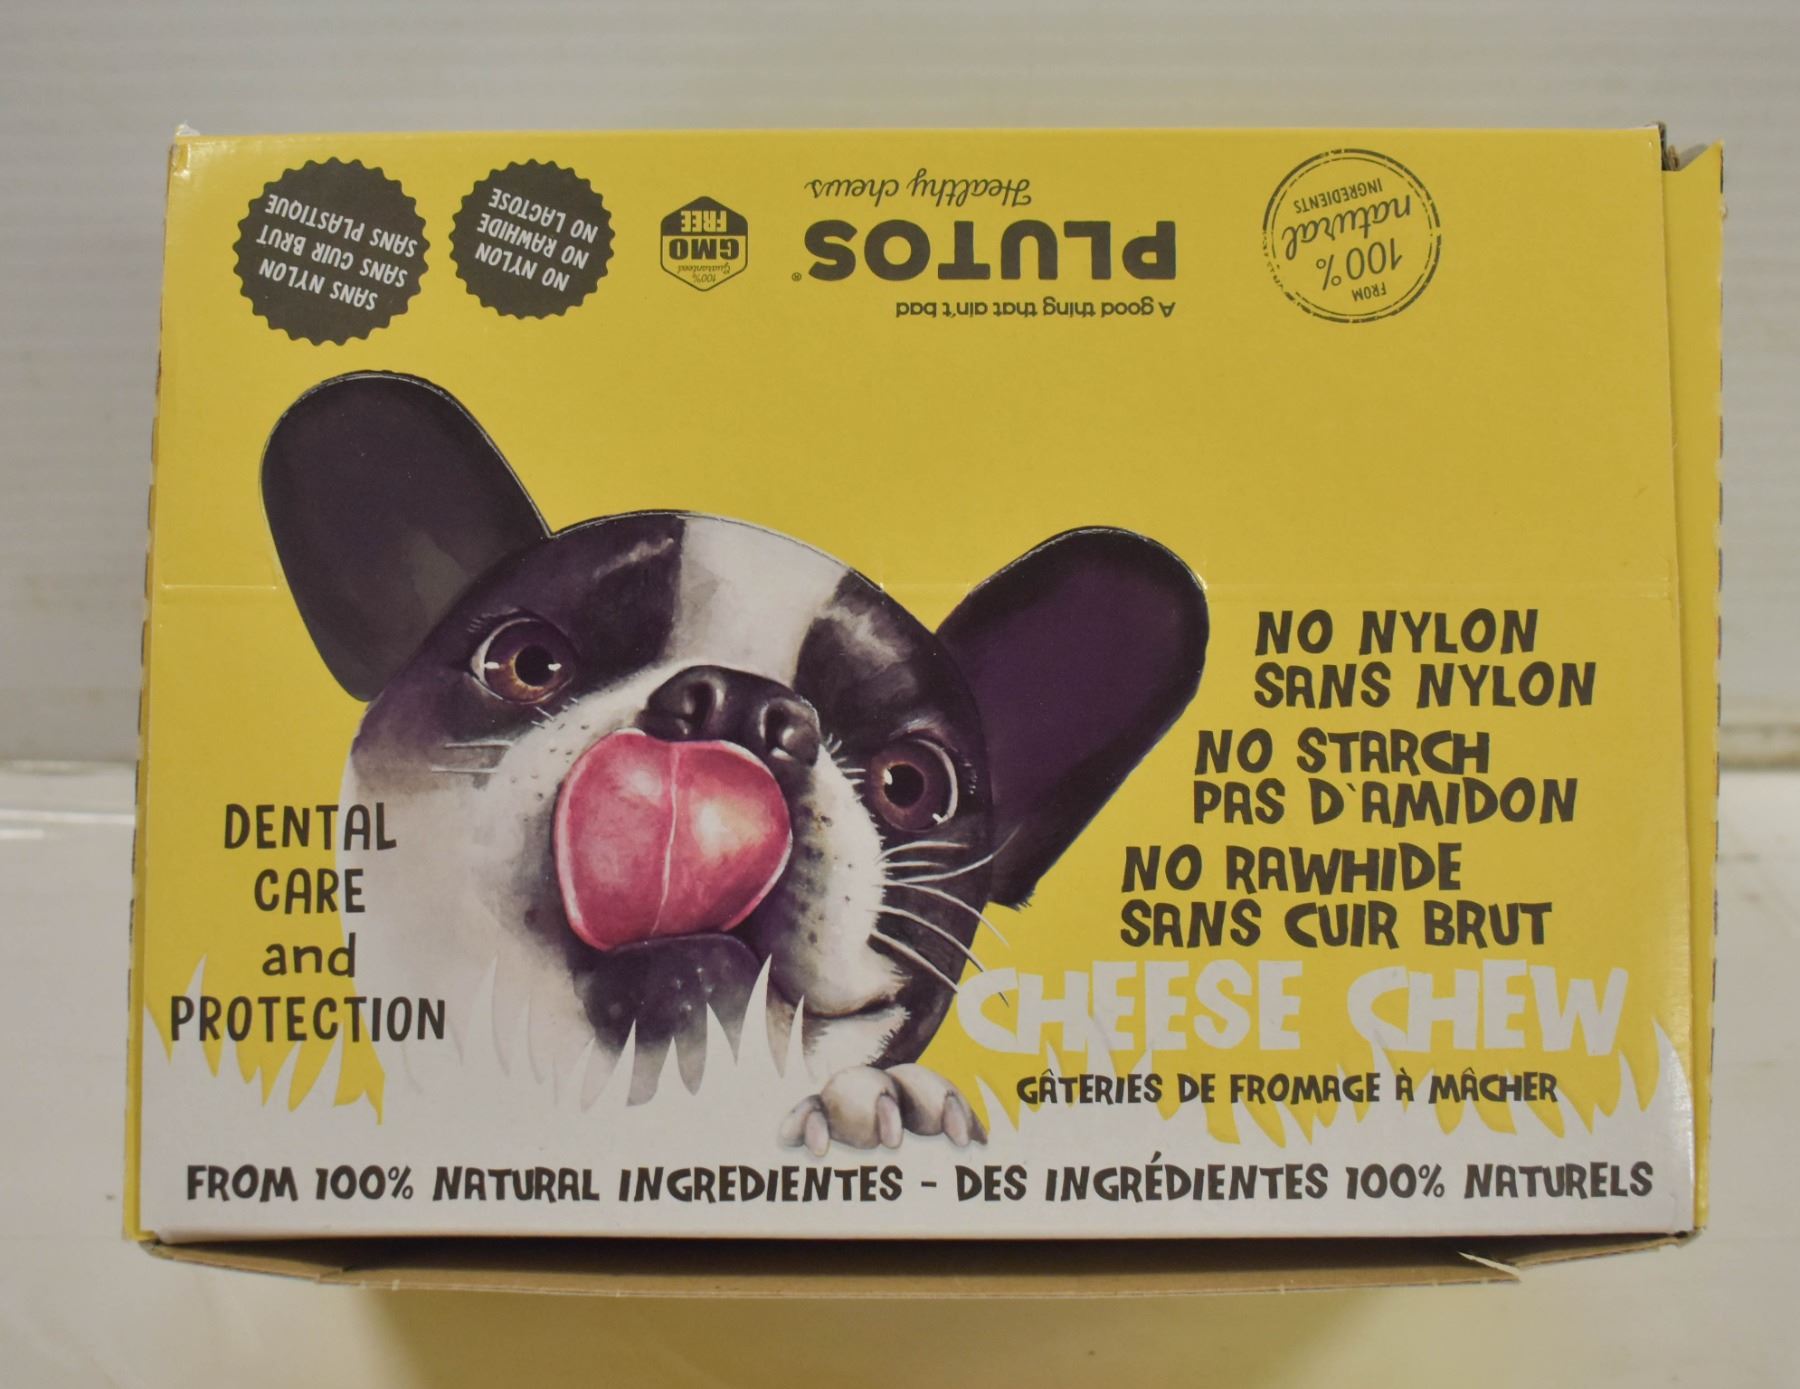 SANS NYLON
SANS CUIR BRUT
SANS PLASTIQUE
NO NYLON
NO RAWHIDE
NO LACTOSE
100%
Guaranteed
GMO
FREE
A good thing that ain't bad
PLUTOS®
Healthy chews
FROM
100%
natural
INGREDIENTS
NO NYLON
SANS NYLON
NO STARCH
PAS D'AMIDON
NO RAWHIDE
SANS CUIR BRUT
DENTAL
CARE
and
PROTECTION
CHEESE CHEW
GÂTERIES DE FROMAGE À MÂCHER
FROM 100% NATURAL INGREDIENTES - DES INGRÉDIENTES 100% NATURELS